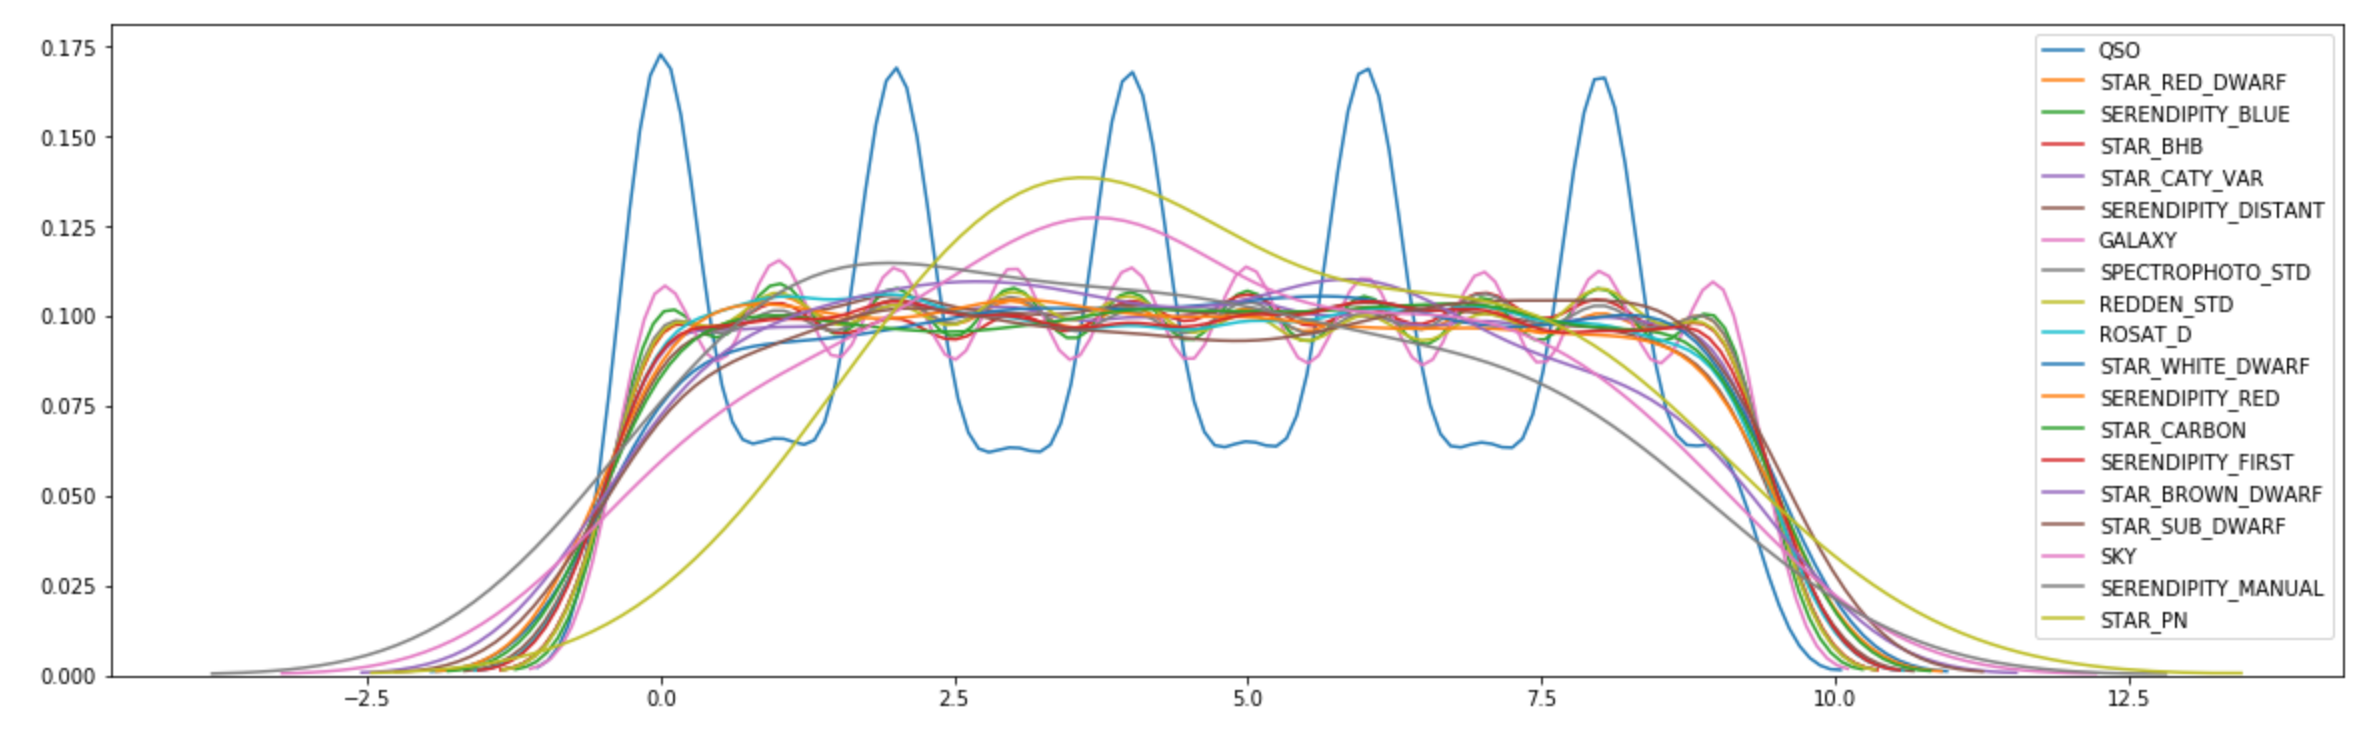 0.175
0.150
0.125
0.100
0.075
0.050
0.025
0.000
−2.5 0.0 2.5 5.0 7.5 10.0 12.5
QSO
STAR_RED_DWARF
SERENDIPITY_BLUE
STAR_BHB
STAR_CATY_VAR
SERENDIPITY_DISTANT
GALAXY
SPECTROPHOTO_STD
REDDEN_STD
ROSAT_D
STAR_WHITE_DWARF
SERENDIPITY_RED
STAR_CARBON
SERENDIPITY_FIRST
STAR_BROWN_DWARF
STAR_SUB_DWARF
SKY
SERENDIPITY_MANUAL
STAR_PN